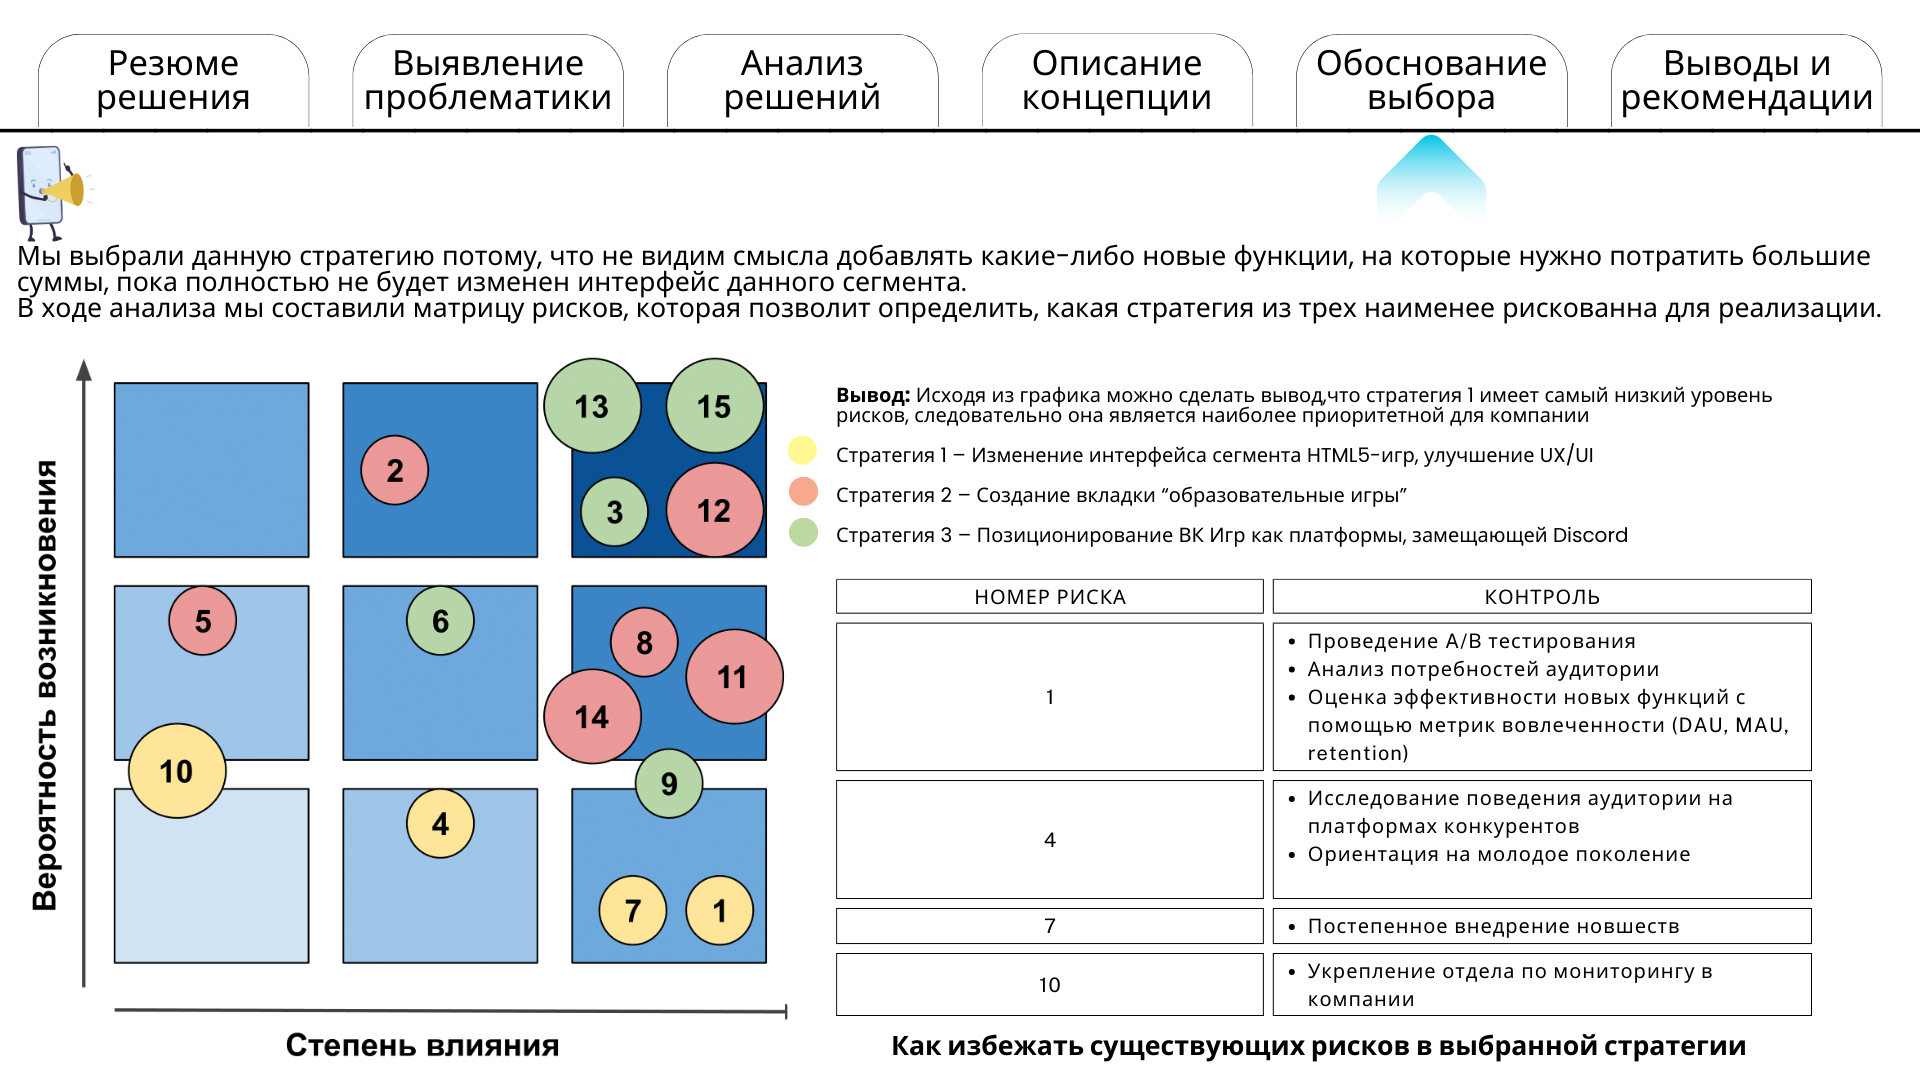 Резюме
решения
Выявление
проблематики
Анализ
решений
Описание
концепции
Обоснование
выбора
Выводы и
рекомендации
Мы выбрали данную стратегию потому, что не видим смысла добавлять какие-либо новые функции, на которые нужно потратить большие
суммы, пока полностью не будет изменен интерфейс данного сегмента.
В ходе анализа мы составили матрицу рисков, которая позволит определить, какая стратегия из трех наименее рискованна для реализации.
Вероятность возникновения
13
15
2
3
12
5
6
8
11
14
10
9
4
7
1
Степень влияния
Вывод: Исходя из графика можно сделать вывод,что стратегия 1 имеет самый низкий уровень
рисков, следовательно она является наиболее приоритетной для компании
Стратегия 1 – Изменение интерфейса сегмента HTML5-игр, улучшение UX/UI
Стратегия 2 – Создание вкладки “образовательные игры”
Стратегия 3 – Позиционирование ВК Игр как платформы, замещающей Discord
НОМЕР РИСКА
КОНТРОЛЬ
1
• Проведение A/B тестирования
• Анализ потребностей аудитории
• Оценка эффективности новых функций с
помощью метрик вовлеченности (DAU, MAU,
retention)
4
• Исследование поведения аудитории на
платформах конкурентов
• Ориентация на молодое поколение
7
• Постепенное внедрение новшеств
10
• Укрепление отдела по мониторингу в
компании
Как избежать существующих рисков в выбранной стратегии